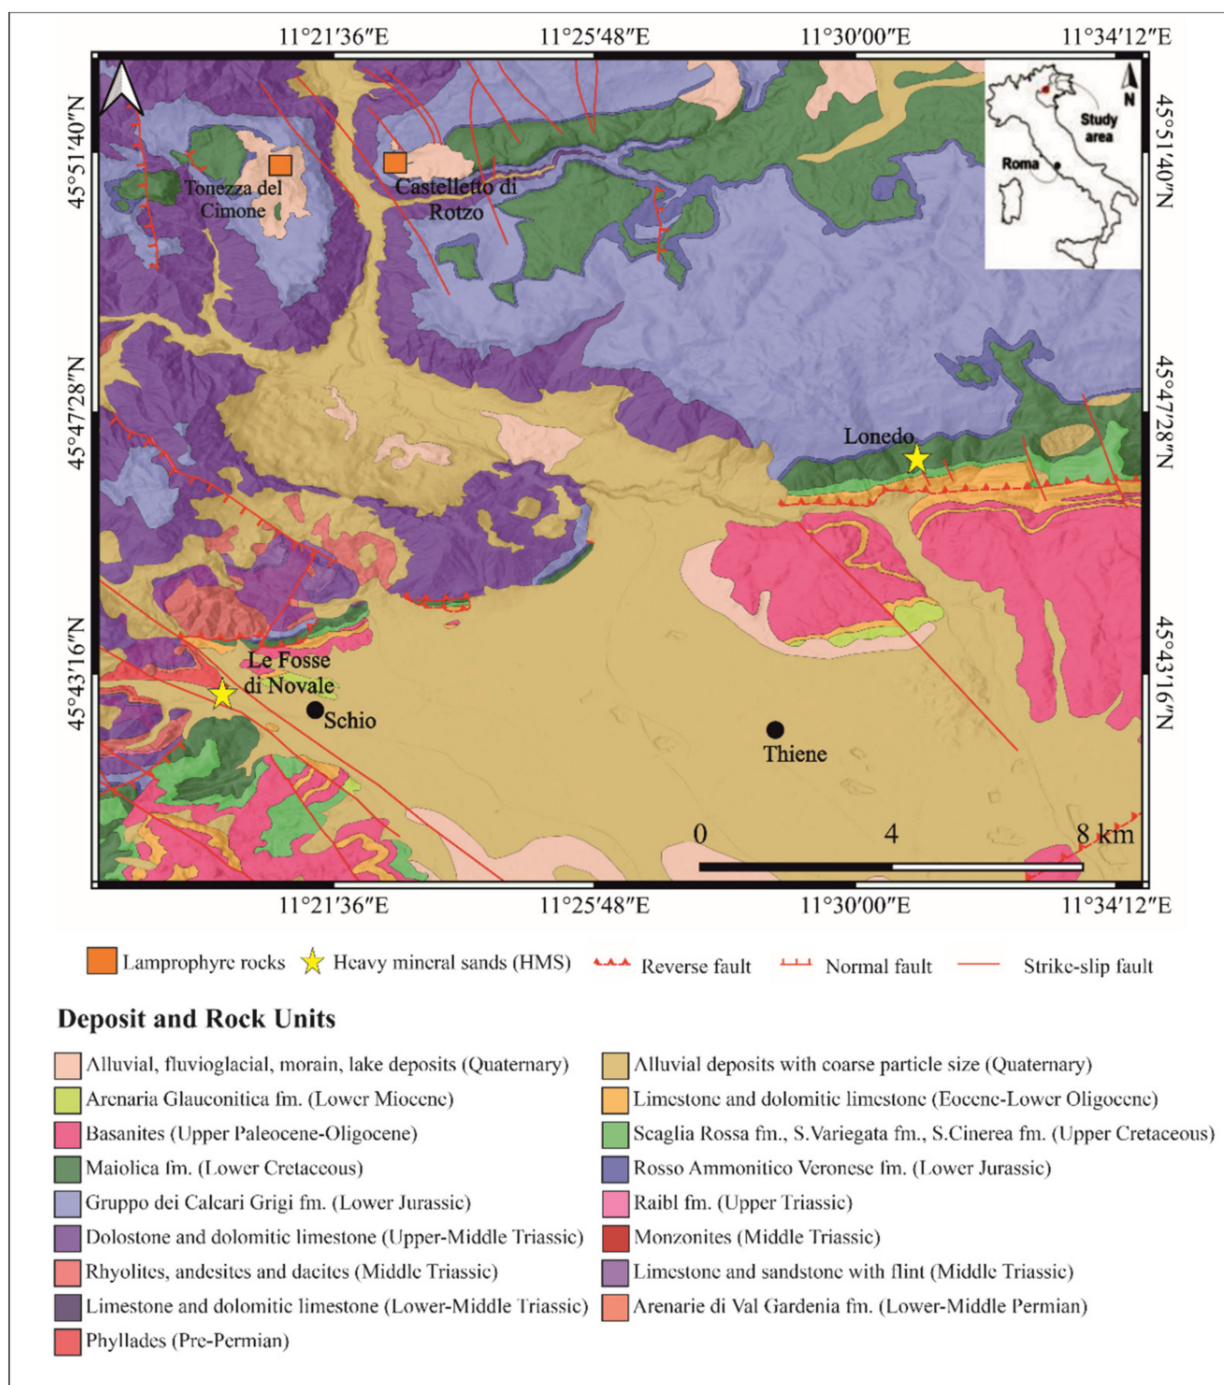 11°21′36″E 11°25′48″E 11°30′00″E 11°34′12″E
45°51′40″N
45°51′40″N
N
Study
area
Roma
Tonezza del
Cimone
Castelletto di
Rotzo
45°47′28″N
45°47′28″N
Lonedo
45°43′16″N
45°43′16″N
Le Fosse
di Novale
Schio
Thiene
0 4 8 km
11°21′36″E 11°25′48″E 11°30′00″E 11°34′12″E
Lamprophyre rocks Heavy mineral sands (HMS) Reverse fault Normal fault Strike-slip fault
Deposit and Rock Units
Alluvial, fluvioglacial, morain, lake deposits (Quaternary)
Arenaria Glauconitica fm. (Lower Miocene)
Basanites (Upper Paleocene-Oligocene)
Maiolica fm. (Lower Cretaceous)
Gruppo dei Calcari Grigi fm. (Lower Jurassic)
Dolostone and dolomitic limestone (Upper-Middle Triassic)
Rhyolites, andesites and dacites (Middle Triassic)
Limestone and dolomitic limestone (Lower-Middle Triassic)
Phyllades (Pre-Permian)
Alluvial deposits with coarse particle size (Quaternary)
Limestone and dolomitic limestone (Eocene-Lower Oligocene)
Scaglia Rossa fm., S.Variegata fm., S.Cinerea fm. (Upper Cretaceous)
Rosso Ammonitico Veronese fm. (Lower Jurassic)
Raibl fm. (Upper Triassic)
Monzonites (Middle Triassic)
Limestone and sandstone with flint (Middle Triassic)
Arenarie di Val Gardenia fm. (Lower-Middle Permian)